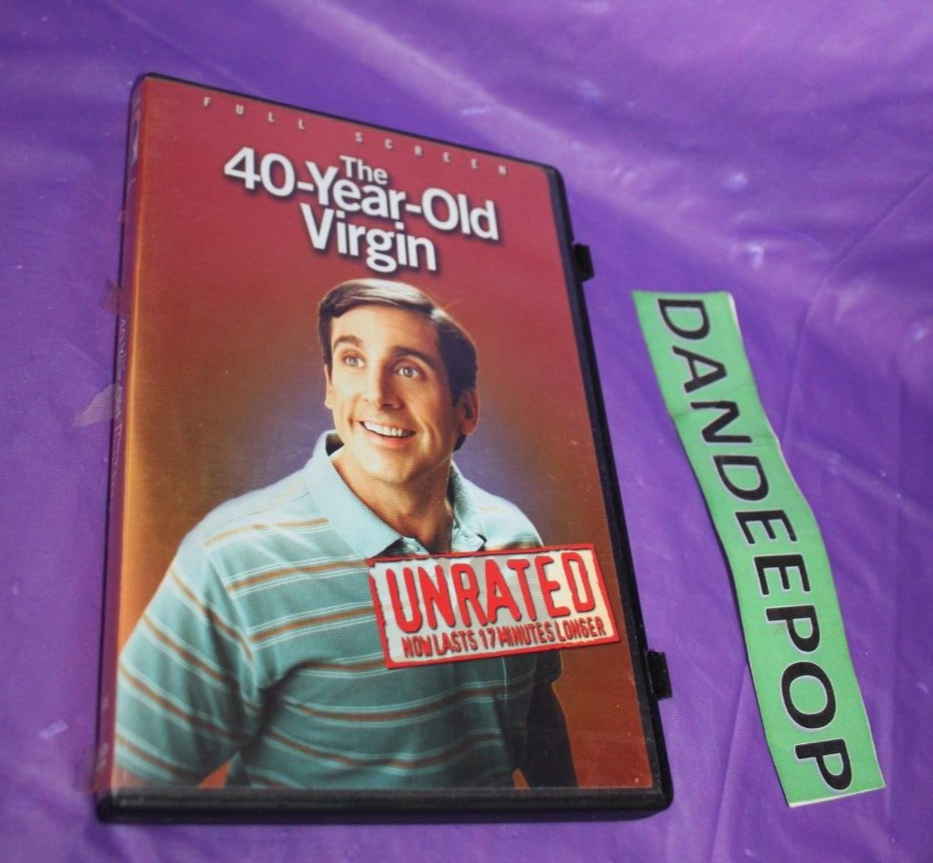 FULL SCREEN
The
40-Year-Old
Virgin
UNRATED
NOW LASTS 17 MINUTES LONGER
DANDEEPOP